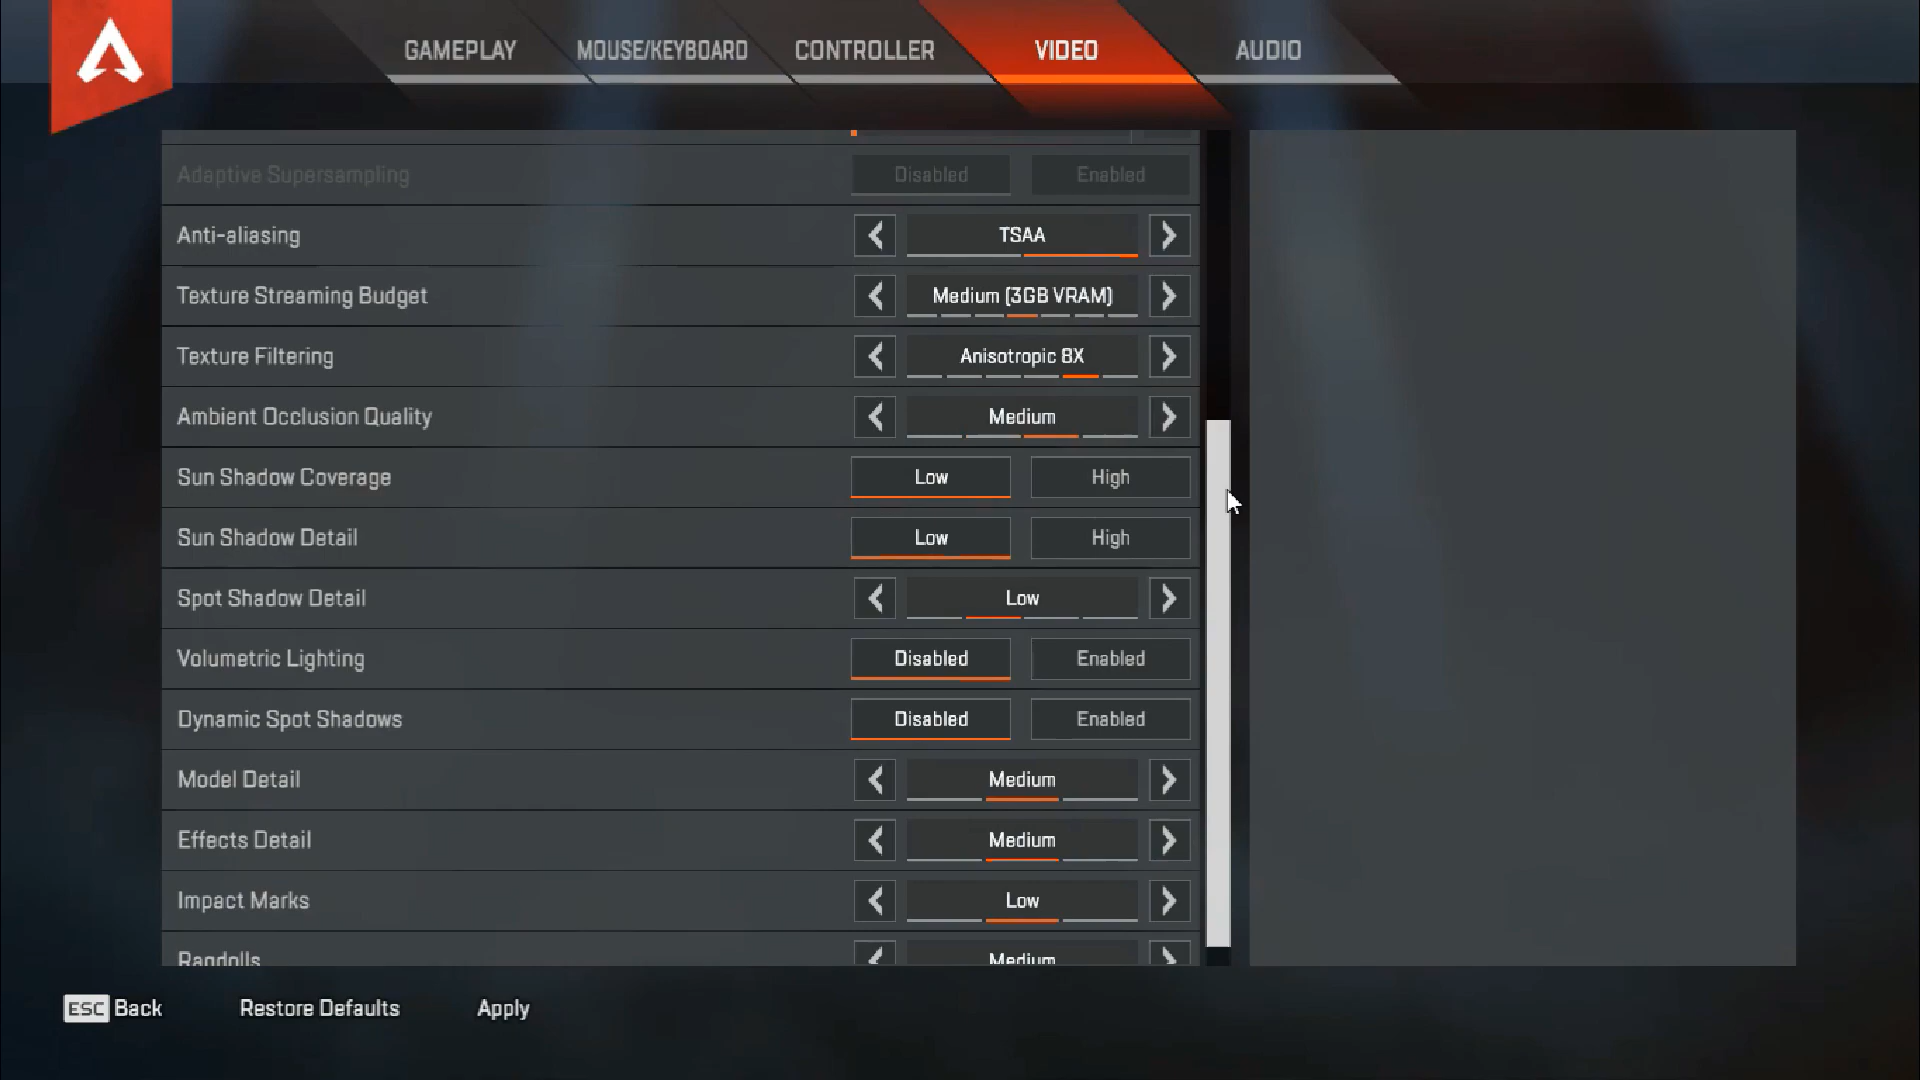 GAMEPLAY MOUSE/KEYBOARD CONTROLLER VIDEO AUDIO
Adaptive Supersampling Disabled Enabled
Anti-aliasing TSAA
Texture Streaming Budget Medium (3GB VRAM)
Texture Filtering Anisotropic 8X
Ambient Occlusion Quality Medium
Sun Shadow Coverage Low High
Sun Shadow Detail Low High
Spot Shadow Detail Low
Volumetric Lighting Disabled Enabled
Dynamic Spot Shadows Disabled Enabled
Model Detail Medium
Effects Detail Medium
Impact Marks Low
Ragdolls Medium
ESC Back Restore Defaults Apply